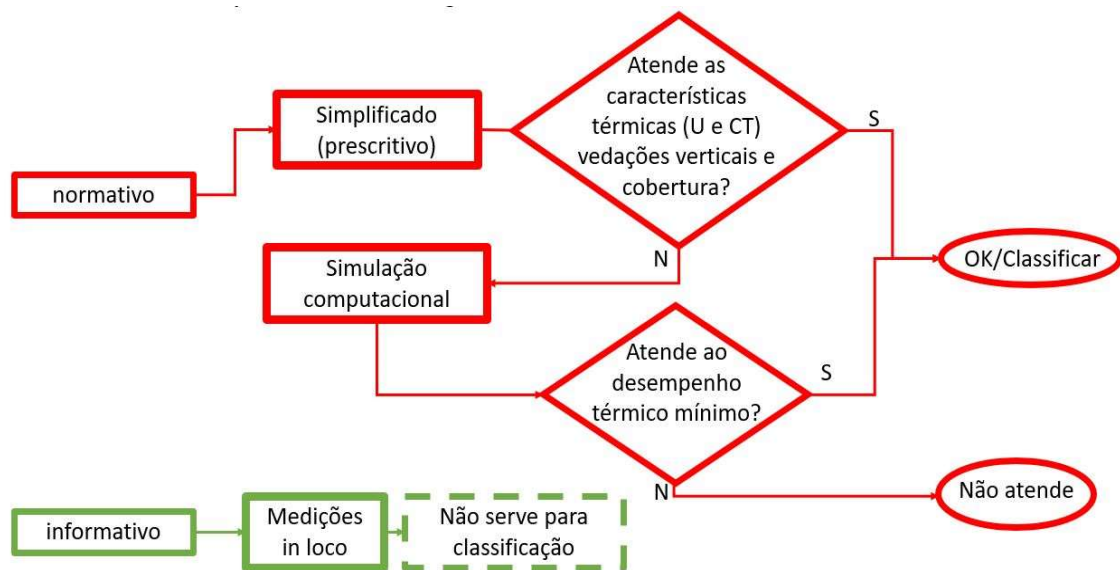 normativo
Simplificado
(prescritivo)
Atende as
características
térmicas (U e CT)
vedações verticais e
cobertura?
S
N
OK/Classificar
Simulação
computacional
Atende ao
desempenho
térmico mínimo?
S
N
Não atende
informativo
Medições
in loco
Não serve para
classificação